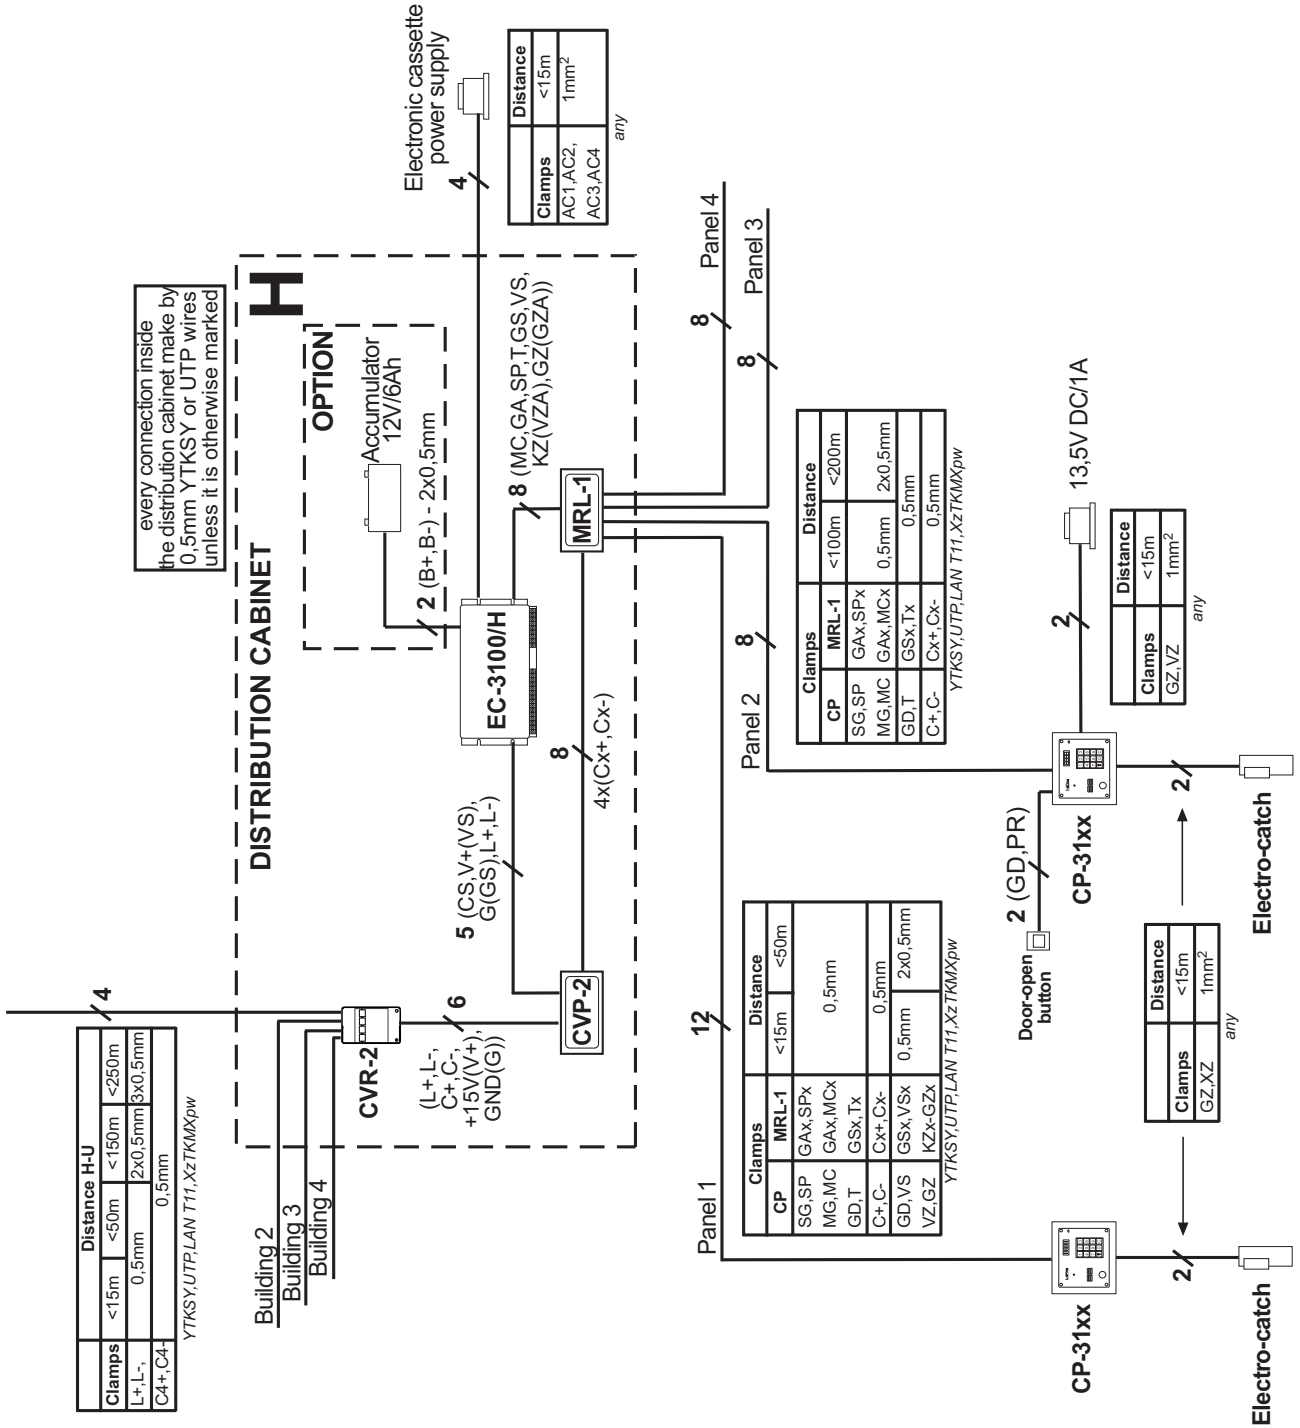 every connection inside
the distribution cabinet make by
0,5mm YTKSY or UTP wires
unless it is otherwise marked
DISTRIBUTION CABINET
H
OPTION
Accumulator
12V/6Ah
2 (B+,B-) - 2x0,5mm
EC-3100/H
8 (MC,GA,SP,T,GS,VS,
KZ(VZA),GZ(GZA))
MRL-1
Electronic cassette
power supply
4
Distance
Clamps <15m
AC1,AC2, 1mm2
AC3,AC4
any
Distance H-U
Clamps <15m <50m <150m <250m
L+,L-, 0,5mm 2x0,5mm 3x0,5mm
C4+,C4- 0,5mm
YTKSY,UTP,LAN T11,XzTKMXpw
4
Building 2
Building 3
Building 4
CVR-2
6
(L+,L-,
C+,C-,
+15V(V+),
GND(G))
CVP-2
5 (CS,V+(VS),
G(GS),L+,L-)
8
4x(Cx+,Cx-)
Panel 1
12
Panel 2
8
8
Panel 3
8
Panel 4
Clamps Distance
CP MRL-1 <15m <50m
SG,SP GAx,SPx
MG,MC GAx,MCx 0,5mm
GD,T GSx,Tx
C+,C- Cx+,Cx- 0,5mm
GD,VS GSx,VSx 0,5mm 2x0,5mm
VZ,GZ KZx-GZx
YTKSY,UTP,LAN T11,XzTKMXpw
Clamps Distance
CP MRL-1 <100m <200m
SG,SP GAx,SPx
MG,MC GAx,MCx 0,5mm 2x0,5mm
GD,T GSx,Tx 0,5mm
C+,C- Cx+,Cx- 0,5mm
YTKSY,UTP,LAN T11,XzTKMXpw
CP-31xx
2
Electro-catch
Distance
Clamps <15m
GZ,XZ 1mm2
any
Door-open
button
2 (GD,PR)
CP-31xx
2
Electro-catch
2
13,5V DC/1A
Distance
Clamps <15m
GZ,VZ 1mm2
any